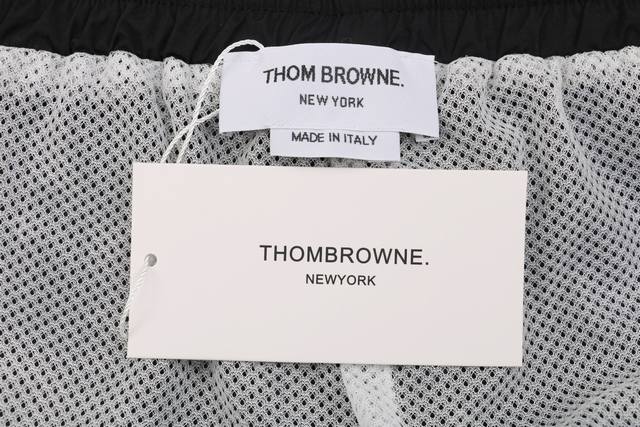 THOM BROWNE.
NEW YORK
MADE IN ITALY
THOMBROWNE.
NEWYORK